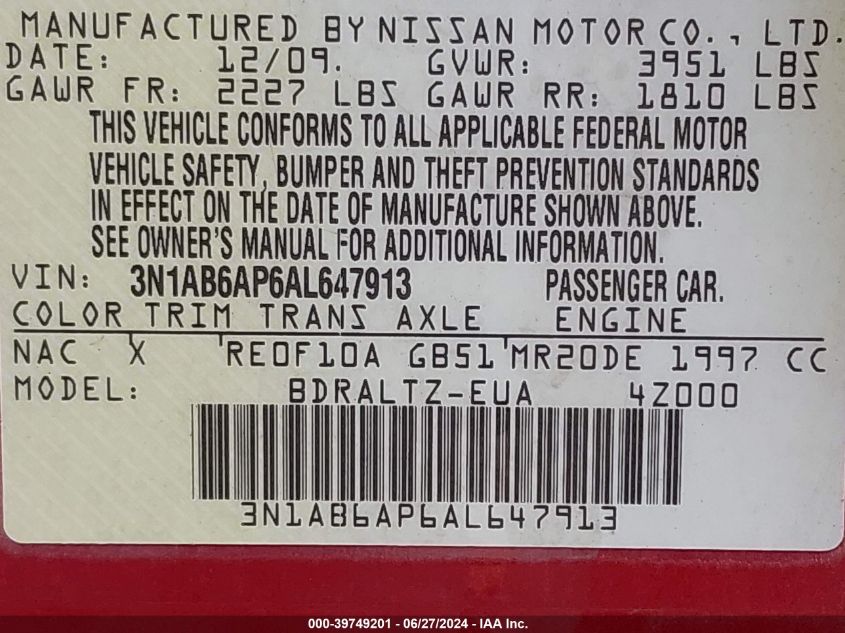 MANUFACTURED BY NISSAN MOTOR CO., LTD.
DATE: 12/09. GVWR: 3951 LBS
GAWR FR: 2227 LBS GAWR RR: 1810 LBS
THIS VEHICLE CONFORMS TO ALL APPLICABLE FEDERAL MOTOR
VEHICLE SAFETY, BUMPER AND THEFT PREVENTION STANDARDS
IN EFFECT ON THE DATE OF MANUFACTURE SHOWN ABOVE.
SEE OWNER'S MANUAL FOR ADDITIONAL INFORMATION.
VIN: 3N1AB6AP6AL647913 PASSENGER CAR.
COLOR TRIM TRANS AXLE ENGINE
NAC X RE0F10A GB51 MR20DE 1997 CC
MODEL: BDRALTZ-EUA 4Z000
3N1AB6AP6AL647913
000-39749201 - 06/27/2024 - IAA Inc.